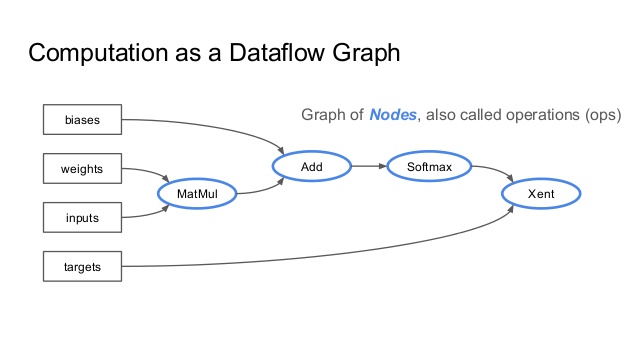 Computation as a Dataflow Graph
Graph of Nodes, also called operations (ops)
biases
weights
inputs
targets
MatMul
Add
Softmax
Xent